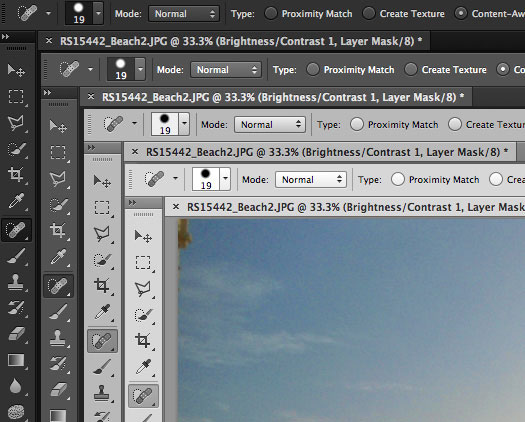 19 Mode: Normal Type: Proximity Match Create Texture Content-Aw
RS15442_Beach2.JPG @ 33.3% (Brightness/Contrast 1, Layer Mask/8) *
19 Mode: Normal Type: Proximity Match Create Texture Co
RS15442_Beach2.JPG @ 33.3% (Brightness/Contrast 1, Layer Mask/8) *
19 Mode: Normal Type: Proximity Match Create Textur
RS15442_Beach2.JPG @ 33.3% (Brightness/Contrast 1, Layer Mask/8) *
19 Mode: Normal Type: Proximity Match Crea
RS15442_Beach2.JPG @ 33.3% (Brightness/Contrast 1, Layer Mask